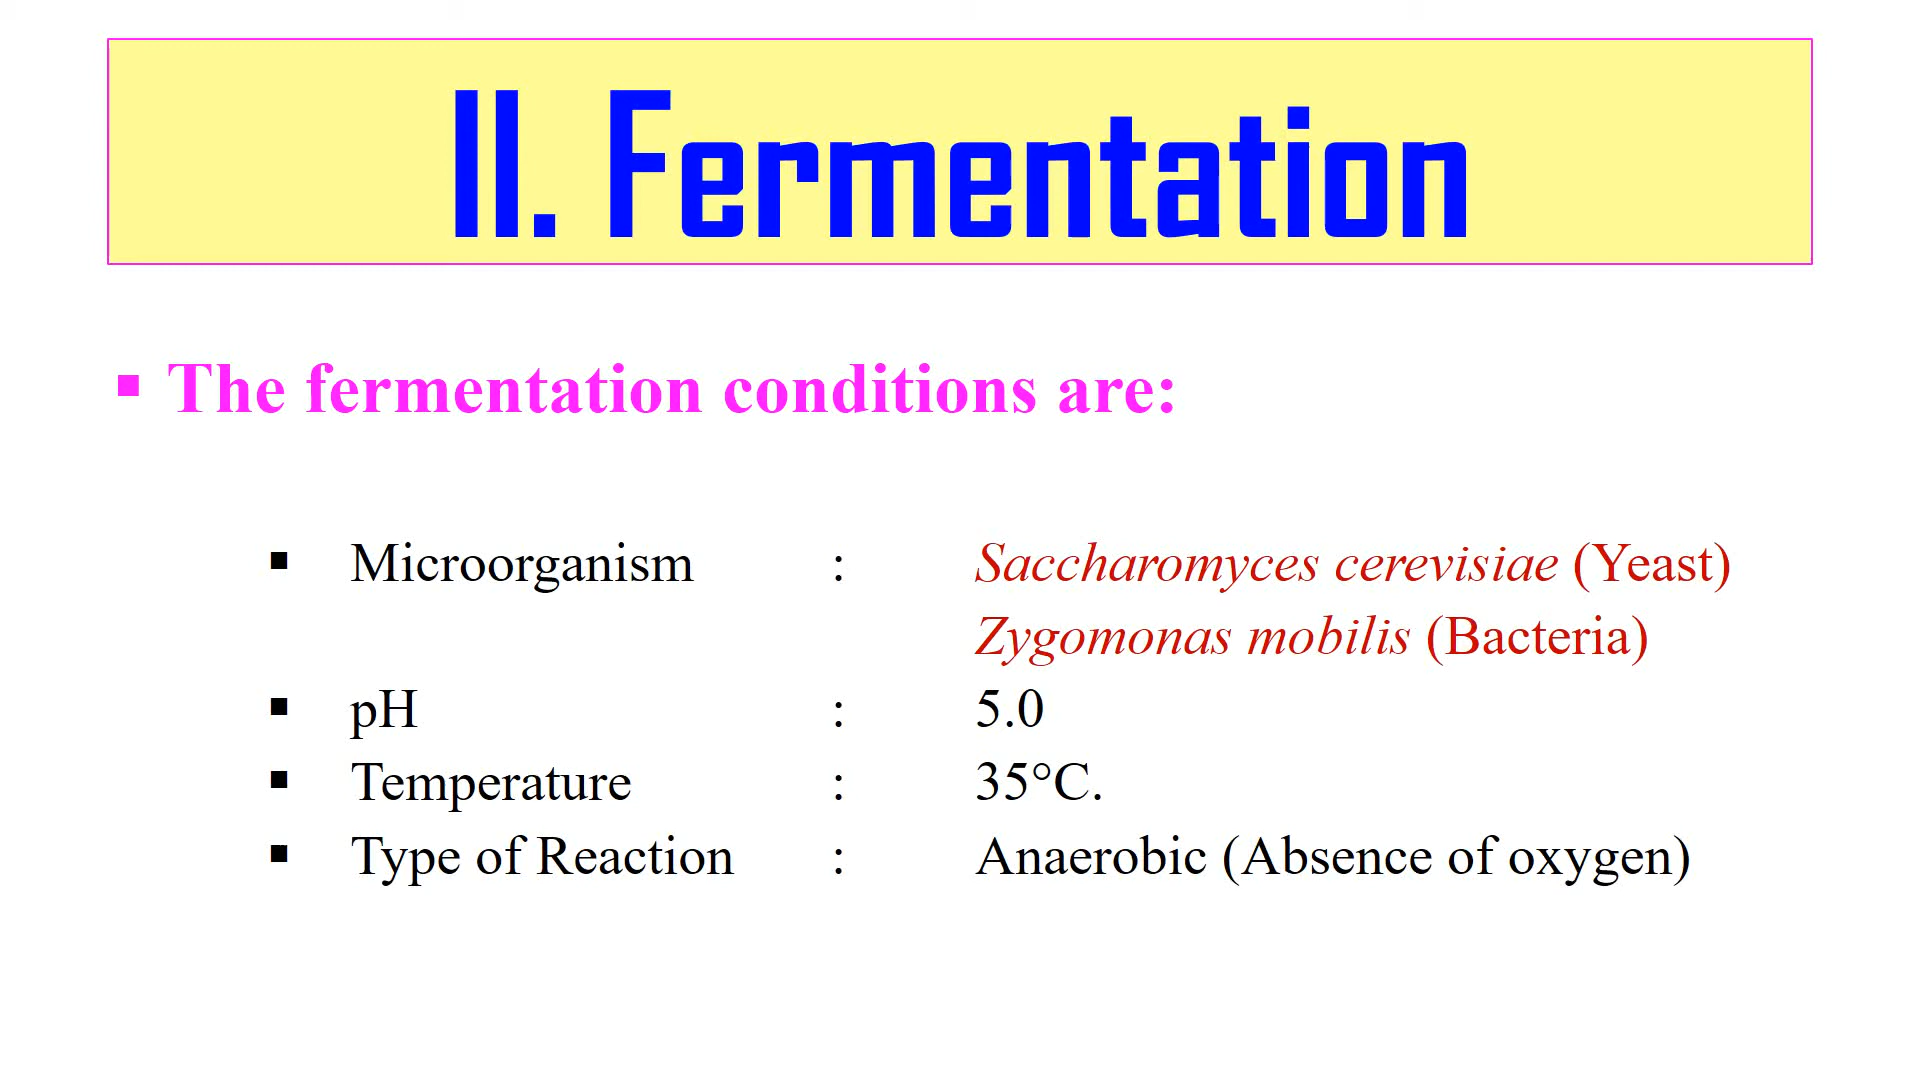 II. Fermentation
▪ The fermentation conditions are:
▪ Microorganism : Saccharomyces cerevisiae (Yeast)
Zygomonas mobilis (Bacteria)
▪ pH : 5.0
▪ Temperature : 35°C.
▪ Type of Reaction : Anaerobic (Absence of oxygen)